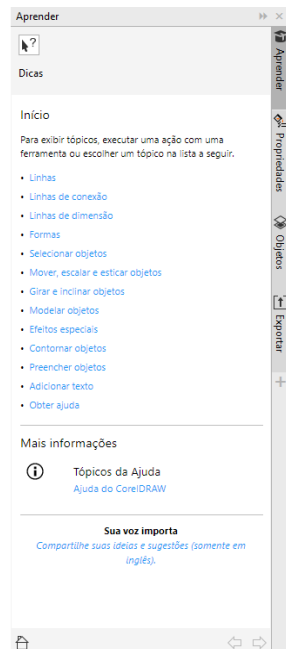 Aprender
?
Dicas
Início
Para exibir tópicos, executar uma ação com uma
ferramenta ou escolher um tópico na lista a seguir.
• Linhas
• Linhas de conexão
• Linhas de dimensão
• Formas
• Selecionar objetos
• Mover, escalar e esticar objetos
• Girar e inclinar objetos
• Modelar objetos
• Efeitos especiais
• Contornar objetos
• Preencher objetos
• Adicionar texto
• Obter ajuda
Mais informações
Tópicos da Ajuda
Ajuda do CorelDRAW
Sua voz importa
Compartilhe suas ideias e sugestões (somente em
inglês).
Aprender
Propriedades
Objetos
Exportar